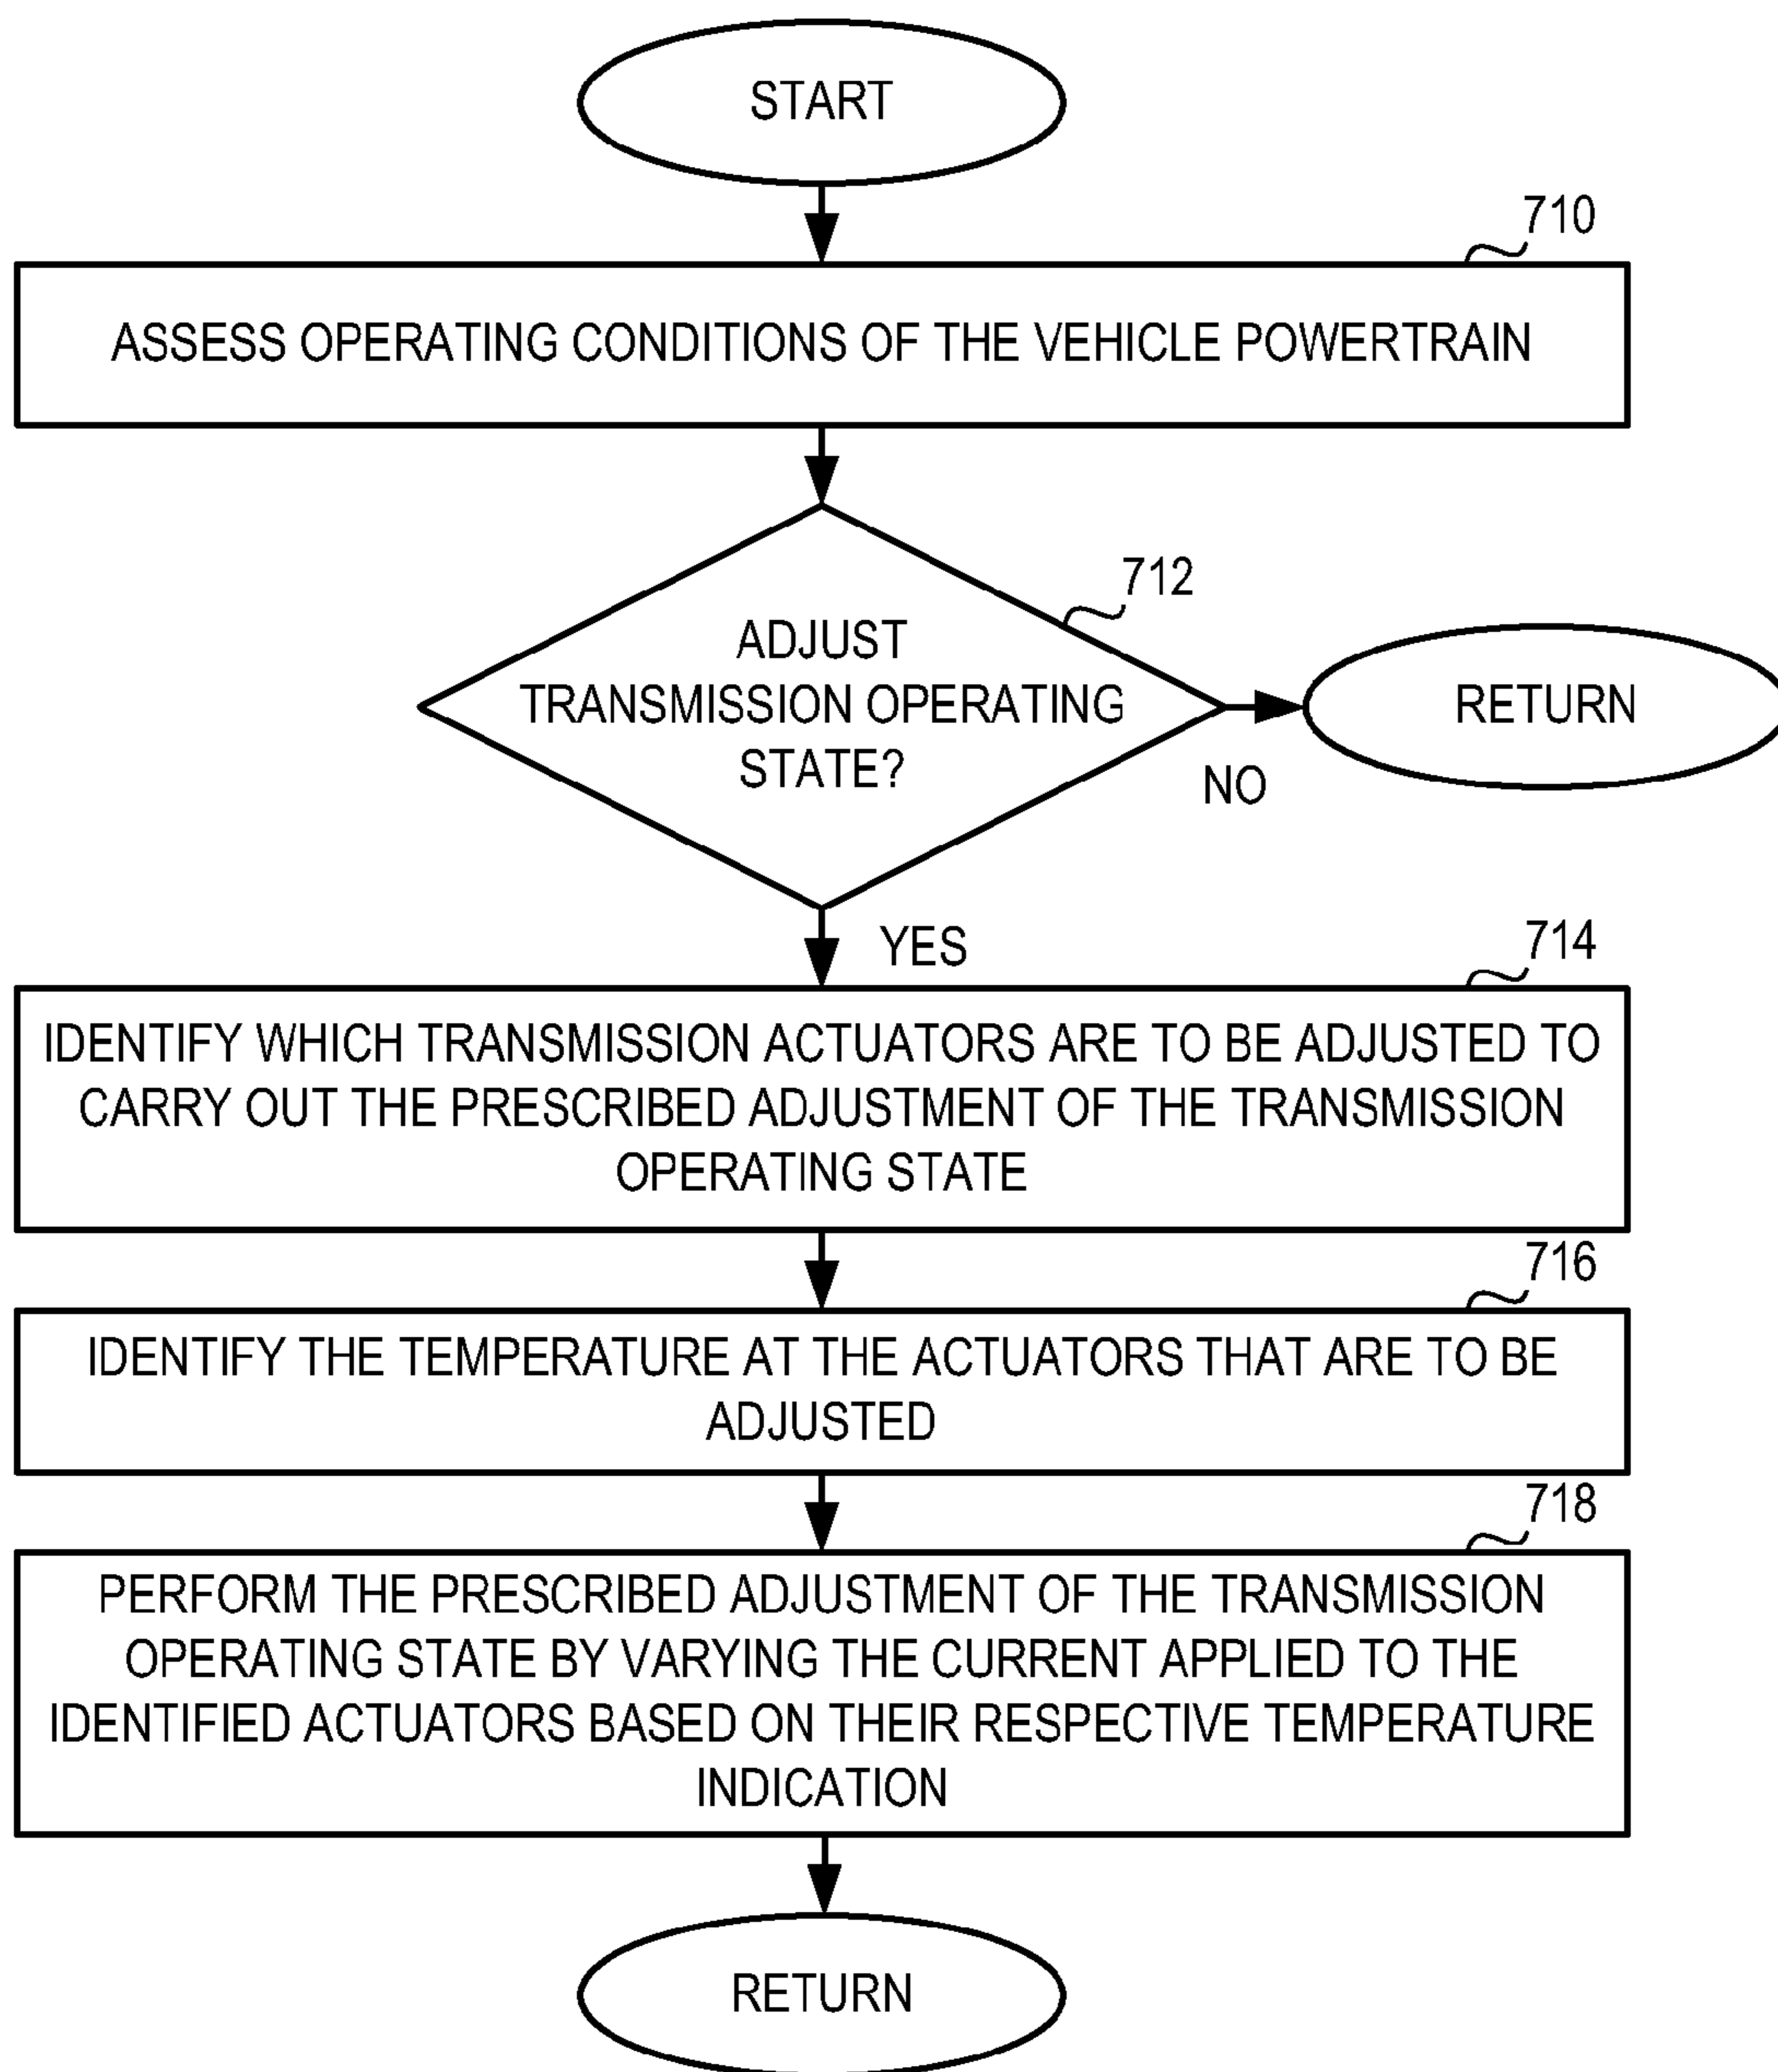 START
710
ASSESS OPERATING CONDITIONS OF THE VEHICLE POWERTRAIN
712
ADJUST
TRANSMISSION OPERATING
STATE?
RETURN
NO
YES
714
IDENTIFY WHICH TRANSMISSION ACTUATORS ARE TO BE ADJUSTED TO
CARRY OUT THE PRESCRIBED ADJUSTMENT OF THE TRANSMISSION
OPERATING STATE
716
IDENTIFY THE TEMPERATURE AT THE ACTUATORS THAT ARE TO BE
ADJUSTED
718
PERFORM THE PRESCRIBED ADJUSTMENT OF THE TRANSMISSION
OPERATING STATE BY VARYING THE CURRENT APPLIED TO THE
IDENTIFIED ACTUATORS BASED ON THEIR RESPECTIVE TEMPERATURE
INDICATION
RETURN